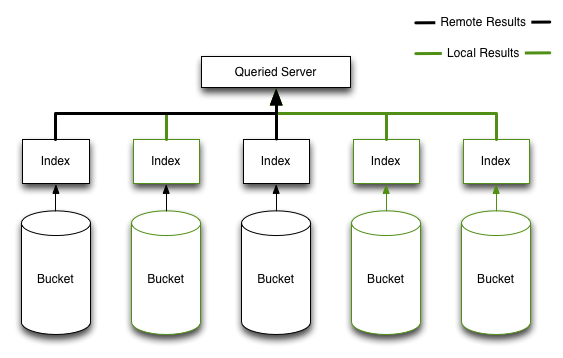 Remote Results
Local Results
Queried Server
Index
Index
Index
Index
Index
Bucket
Bucket
Bucket
Bucket
Bucket